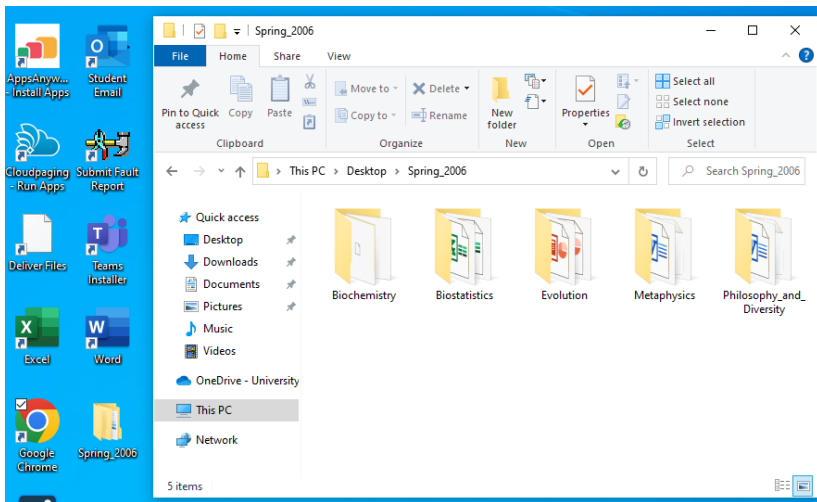 AppsAnyw...
- Install Apps
Student
Email
Cloudpaging
- Run Apps
Submit Fault
Report
Deliver Files
Teams
Installer
Excel
Word
Google
Chrome
Spring_2006
Spring_2006
File Home Share View
Pin to Quick
access
Copy
Paste
Clipboard
Move to
Copy to
Delete
Rename
Organize
New
folder
New
Properties
Open
Select all
Select none
Invert selection
Select
This PC > Desktop > Spring_2006
Search Spring_2006
Quick access
Desktop
Downloads
Documents
Pictures
Music
Videos
OneDrive - University
This PC
Network
Biochemistry
Biostatistics
Evolution
Metaphysics
Philosophy_and_
Diversity
5 items